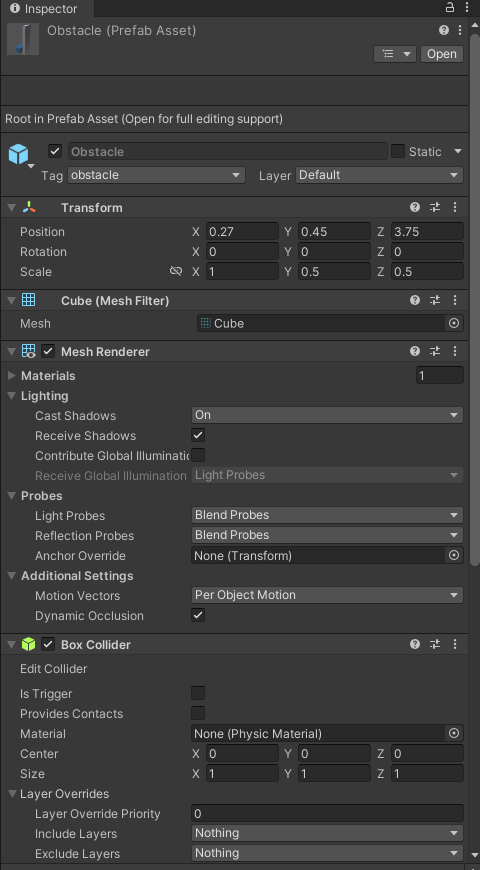 Inspector
Obstacle (Prefab Asset)
Open
Root in Prefab Asset (Open for full editing support)
Obstacle Static
Tag obstacle Layer Default
Transform
Position X 0.27 Y 0.45 Z 3.75
Rotation X 0 Y 0 Z 0
Scale X 1 Y 0.5 Z 0.5
Cube (Mesh Filter)
Mesh Cube
Mesh Renderer
Materials 1
Lighting
Cast Shadows On
Receive Shadows
Contribute Global Illuminatic
Receive Global Illumination Light Probes
Probes
Light Probes Blend Probes
Reflection Probes Blend Probes
Anchor Override None (Transform)
Additional Settings
Motion Vectors Per Object Motion
Dynamic Occlusion
Box Collider
Edit Collider
Is Trigger
Provides Contacts
Material None (Physic Material)
Center X 0 Y 0 Z 0
Size X 1 Y 1 Z 1
Layer Overrides
Layer Override Priority 0
Include Layers Nothing
Exclude Layers Nothing